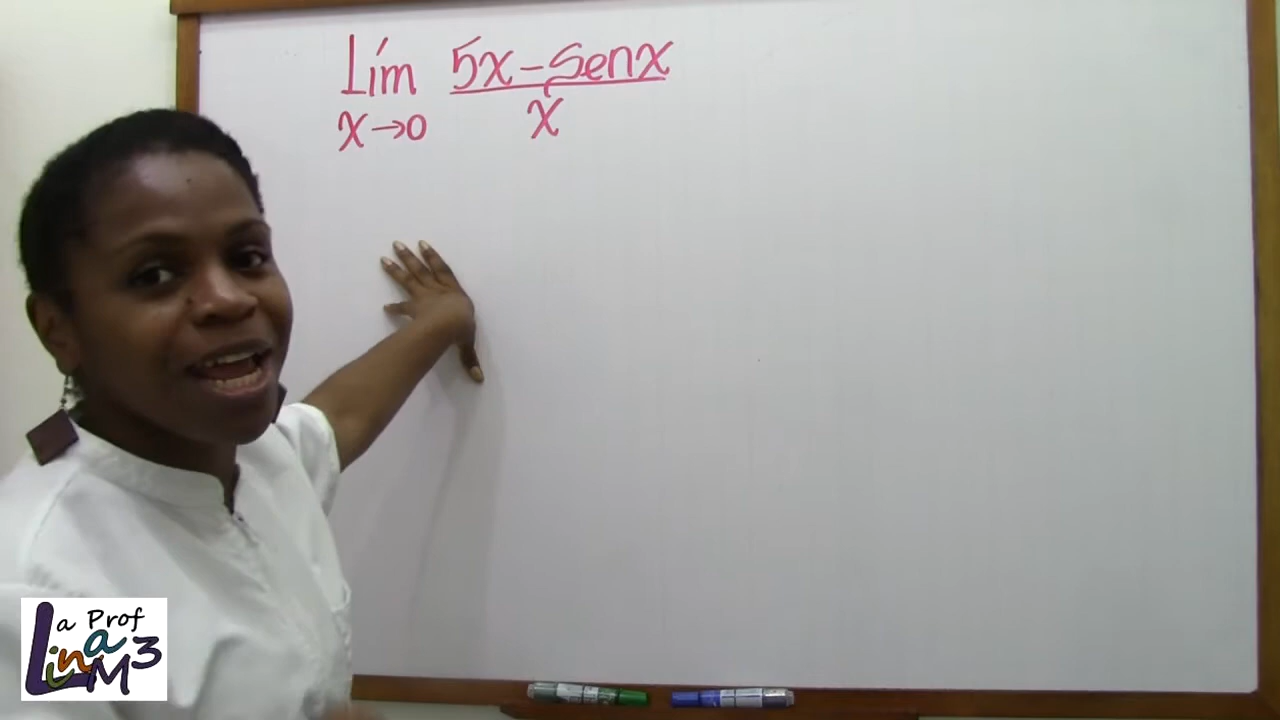 Lím 5x-Senx
x→0 x
La Prof
Lina M3